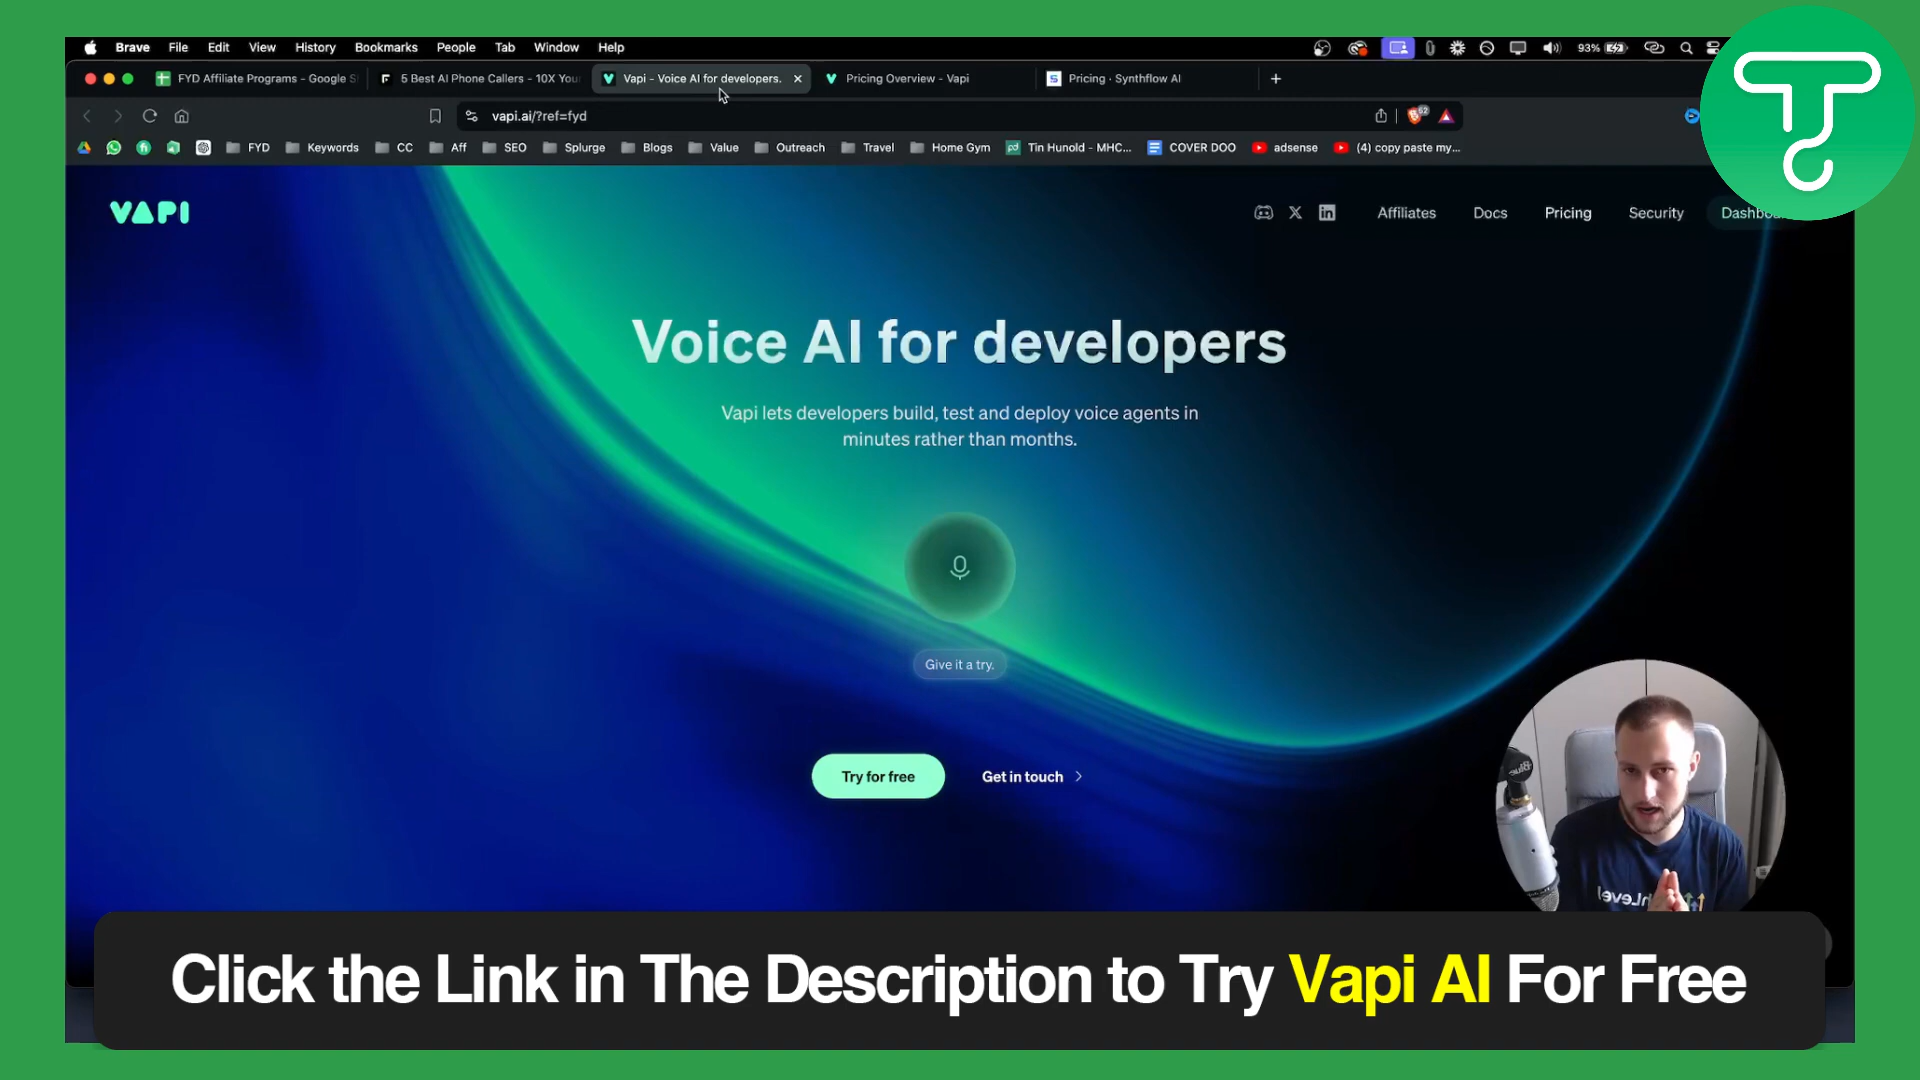 Brave File Edit View History Bookmarks People Tab Window Help 93%
FYD Affiliate Programs - Google S 5 Best AI Phone Callers - 10X You Vapi - Voice AI for developers. Pricing Overview - Vapi Pricing · Synthflow AI
vapi.ai/?ref=fyd 62
FYD Keywords CC Aff SEO Splurge Blogs Value Outreach Travel Home Gym Tin Hunold - MHC... COVER DOO adsense (4) copy paste my...
VAPI Affiliates Docs Pricing Security Dashbo
Voice AI for developers
Vapi lets developers build, test and deploy voice agents in
minutes rather than months.
Give it a try.
Try for free Get in touch
Click the Link in The Description to Try Vapi AI For Free